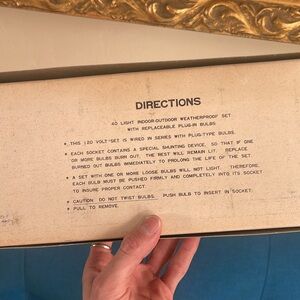 DIRECTIONS
40 LIGHT INDOOR-OUTDOOR WEATHERPROOF SET
WITH REPLACEABLE PLUG-IN BULBS
• THIS 120 VOLT SET IS WIRED IN SERIES WITH PLUG-TYPE BULBS.
• EACH SOCKET CONTAINS A SPECIAL SHUNTING DEVICE, SO THAT IF ONE
OR MORE BULBS BURN OUT, THE REST WILL REMAIN LIT. REPLACE
BURNED OUT BULBS IMMEDIATELY TO PROLONG THE LIFE OF THE SET.
• A SET WITH ONE OR MORE LOOSE BULBS WILL NOT LIGHT. THEREFORE,
EACH BULB MUST BE PUSHED FIRMLY AND COMPLETELY INTO ITS SOCKET
TO INSURE PROPER CONTACT.
• CAUTION: DO NOT TWIST BULBS. PUSH BULB TO INSERT IN SOCKET.
• PULL TO REMOVE.